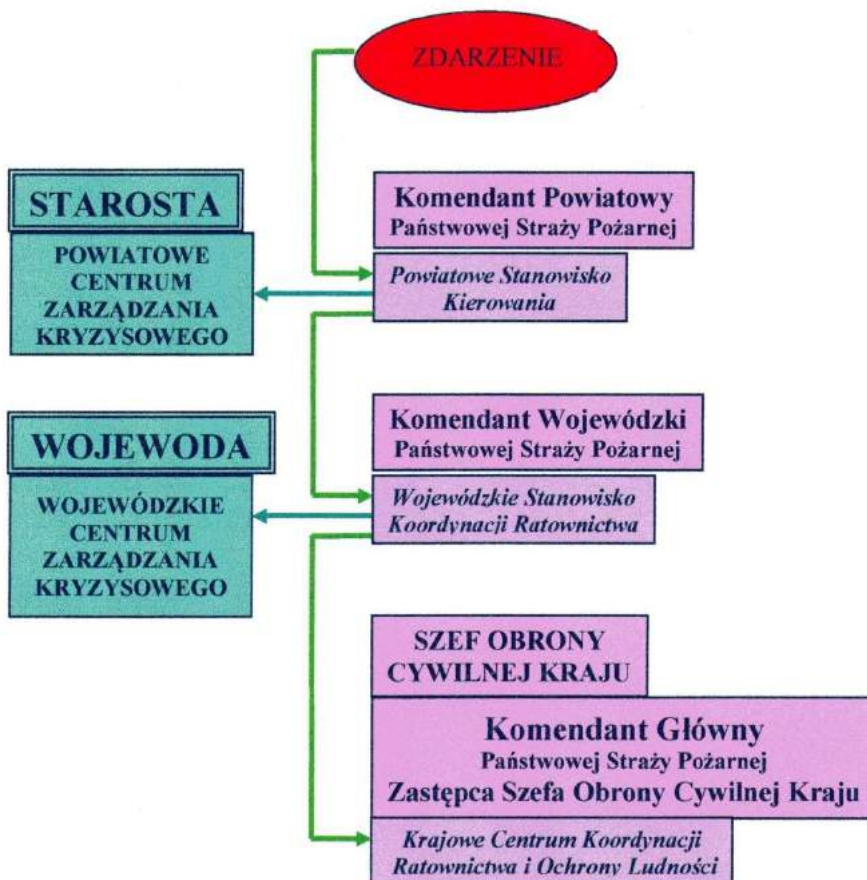 ZDARZENIE
STAROSTA
POWIATOWE
CENTRUM
ZARZĄDZANIA
KRYZYSOWEGO
Komendant Powiatowy
Państwowej Straży Pożarnej
Powiatowe Stanowisko
Kierowania
WOJEWODA
WOJEWÓDZKIE
CENTRUM
ZARZĄDZANIA
KRYZYSOWEGO
Komendant Wojewódzki
Państwowej Straży Pożarnej
Wojewódzkie Stanowisko
Koordynacji Ratownictwa
SZEF OBRONY
CYWILNEJ KRAJU
Komendant Główny
Państwowej Straży Pożarnej
Zastępca Szefa Obrony Cywilnej Kraju
Krajowe Centrum Koordynacji
Ratownictwa i Ochrony Ludności